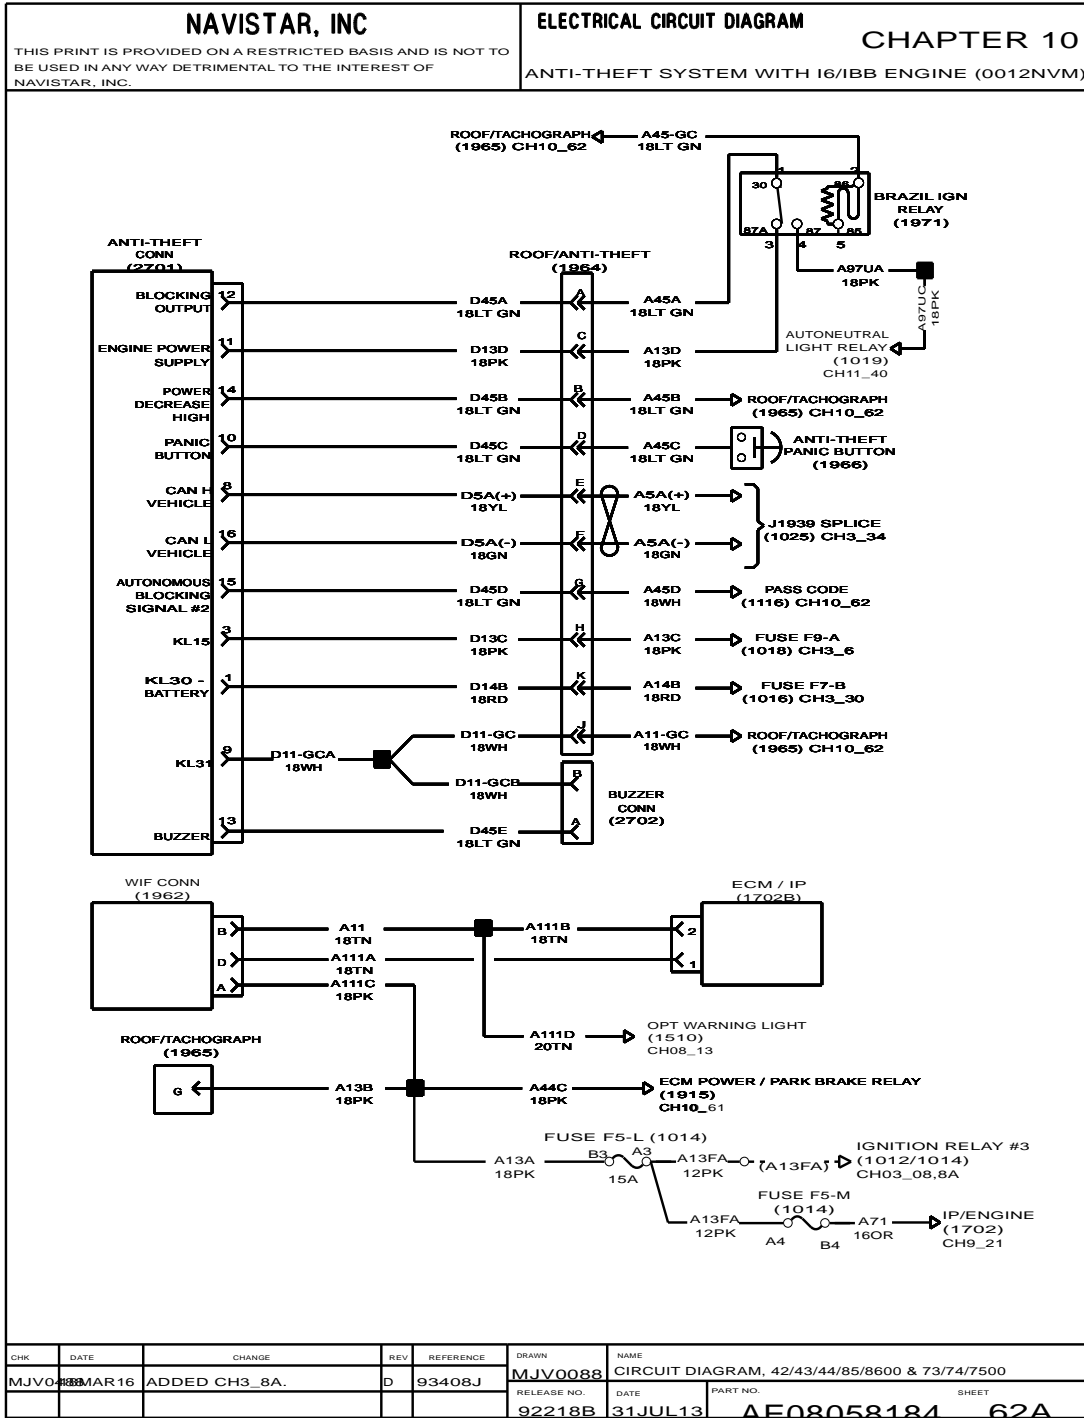 NAVISTAR, INC
THIS PRINT IS PROVIDED ON A RESTRICTED BASIS AND IS NOT TO
BE USED IN ANY WAY DETRIMENTAL TO THE INTEREST OF
NAVISTAR, INC.
ELECTRICAL CIRCUIT DIAGRAM
CHAPTER 10
ANTI-THEFT SYSTEM WITH I6/IBB ENGINE (0012NVM)
ROOF/TACHOGRAPH
(1965) CH10_62
A45-GC
18LT GN
1
2
30
86
87A
87
85
3
4
5
BRAZIL IGN
RELAY
(1971)
A97UA
18PK
A97UC
18PK
AUTONEUTRAL
LIGHT RELAY
(1019)
CH11_40
ANTI-THEFT
CONN
(2701)
ROOF/ANTI-THEFT
(1964)
BLOCKING
OUTPUT
12
D45A
18LT GN
A
A45A
18LT GN
ENGINE POWER
SUPPLY
11
D13D
18PK
C
A13D
18PK
POWER
DECREASE
HIGH
14
D45B
18LT GN
B
A45B
18LT GN
ROOF/TACHOGRAPH
(1965) CH10_62
PANIC
BUTTON
10
D45C
18LT GN
D
A45C
18LT GN
ANTI-THEFT
PANIC BUTTON
(1966)
CAN H
VEHICLE
8
D5A(+)
18YL
E
A5A(+)
18YL
J1939 SPLICE
(1025) CH3_34
CAN L
VEHICLE
16
D5A(-)
18GN
F
A5A(-)
18GN
AUTONOMOUS
BLOCKING
SIGNAL #2
15
D45D
18LT GN
G
A45D
18WH
PASS CODE
(1116) CH10_62
KL15
3
D13C
18PK
H
A13C
18PK
FUSE F9-A
(1018) CH3_6
KL30 -
BATTERY
1
D14B
18RD
K
A14B
18RD
FUSE F7-B
(1016) CH3_30
KL31
9
D11-GCA
18WH
D11-GC
18WH
J
A11-GC
18WH
ROOF/TACHOGRAPH
(1965) CH10_62
D11-GCB
18WH
B
BUZZER
CONN
(2702)
BUZZER
13
D45E
18LT GN
A
WIF CONN
(1962)
ECM / IP
(1702B)
B
A11
18TN
A111B
18TN
2
D
A111A
18TN
1
A
A111C
18PK
A111D
20TN
OPT WARNING LIGHT
(1510)
CH08_13
ROOF/TACHOGRAPH
(1965)
G
A13B
18PK
A44C
18PK
ECM POWER / PARK BRAKE RELAY
(1915)
CH10_61
FUSE F5-L (1014)
A13A
18PK
B3
A3
15A
A13FA
12PK
(A13FA)
IGNITION RELAY #3
(1012/1014)
CH03_08,8A
FUSE F5-M
(1014)
A13FA
12PK
A4
B4
A71
16OR
IP/ENGINE
(1702)
CH9_21
CHK
DATE
CHANGE
REV
REFERENCE
MAR16
ADDED CH3_8A.
D
93408J
DRAWN
MJV0088
NAME
CIRCUIT DIAGRAM, 42/43/44/85/8600 & 73/74/7500
RELEASE NO.
92218B
DATE
31JUL13
PART NO.
AE08058184
SHEET
62A